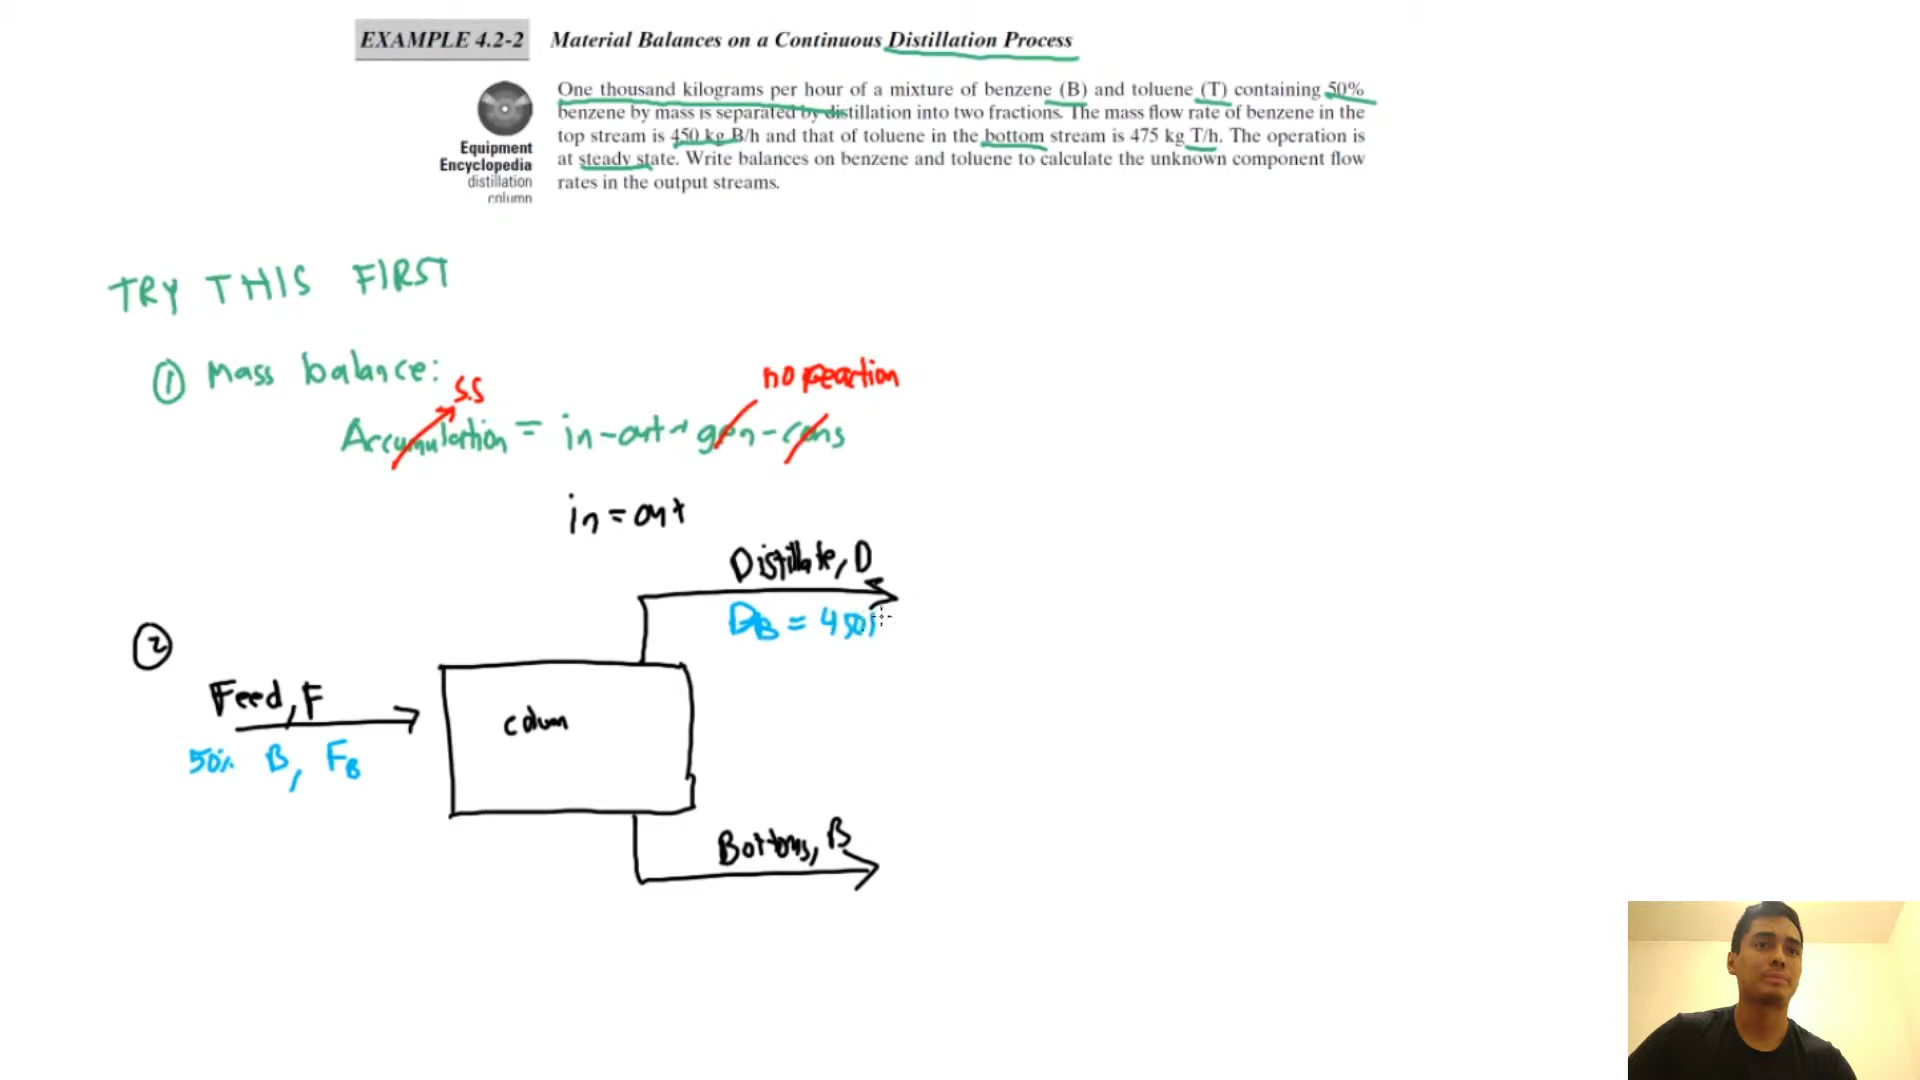 EXAMPLE 4.2-2 Material Balances on a Continuous Distillation Process
One thousand kilograms per hour of a mixture of benzene (B) and toluene (T) containing 50%
benzene by mass is separated by distillation into two fractions. The mass flow rate of benzene in the
top stream is 450 kg B/h and that of toluene in the bottom stream is 475 kg T/h. The operation is
at steady state. Write balances on benzene and toluene to calculate the unknown component flow
rates in the output streams.
Equipment
Encyclopedia
distillation
column
TRY THIS FIRST
① Mass balance:
S.S
no reaction
Accumulation = in-out+gen-cons
in = out
Distillate, D
D_B = 450
②
Feed, F
50% B, F_B
colum
Bottoms, B